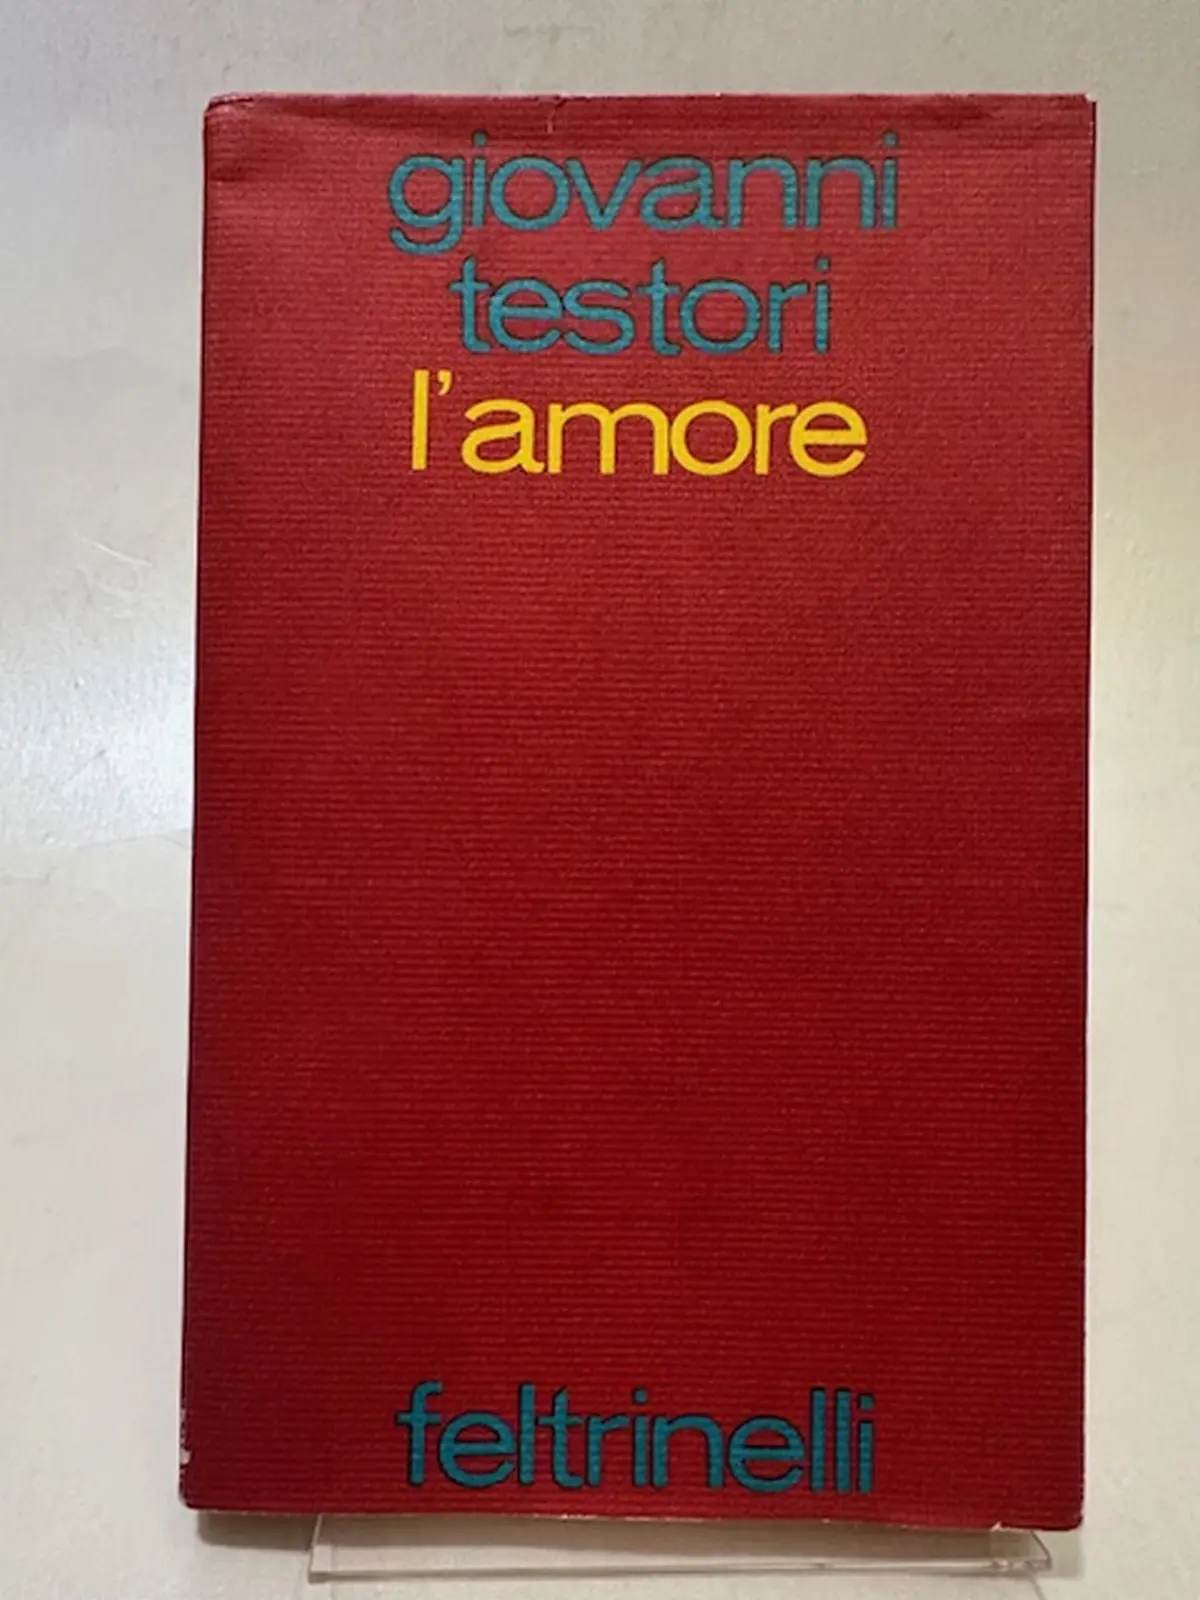 giovanni
testori
l'amore
feltrinelli